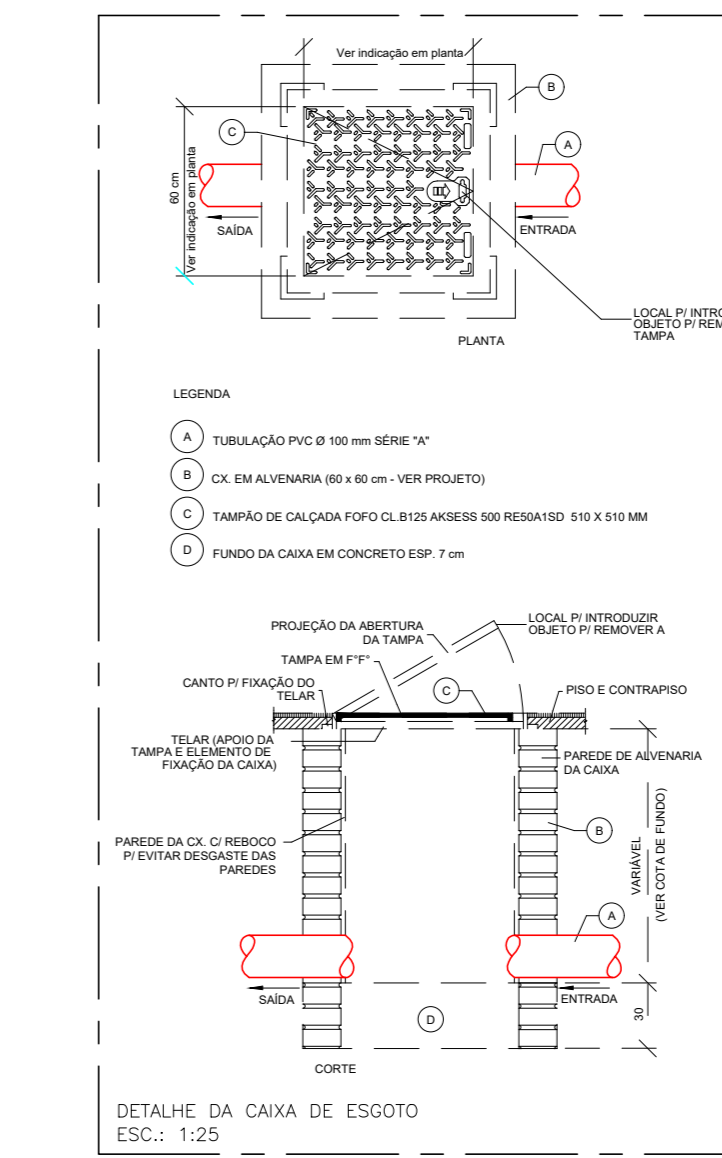 Ver indicação em planta
B
C
A
60 cm
Ver indicação em planta
SAÍDA
ENTRADA
LOCAL P/
OBJETO P/
TAMPA
PLANTA
LEGENDA
A TUBULAÇÃO PVC Ø 100 mm SÉRIE "A"
B CX. EM ALVENARIA (60 x 60 cm - VER PROJETO)
C TAMPÃO DE CALÇADA FOFO CL.B125 AKSESS 500 RE50A1SD 510 X 510 MM
D FUNDO DA CAIXA EM CONCRETO ESP. 7 cm
PROJEÇÃO DA ABERTURA
DA TAMPA
LOCAL P/ INTRODUZIR
OBJETO P/ REMOVER A
TAMPA EM F°F°
CANTO P/ FIXAÇÃO DO
TELAR
C
PISO E CONTRAPISO
TELAR (APOIO DA
TAMPA E ELEMENTO DE
FIXAÇÃO DA CAIXA)
PAREDE DE ALVENARIA
DA CAIXA
PAREDE DA CX. C/ REBOCO
P/ EVITAR DESGASTE DAS
PAREDES
B
VARIÁVEL
(VER COTA DE FUNDO)
A
SAÍDA
ENTRADA
D
30
CORTE
DETALHE DA CAIXA DE ESGOTO
ESC.: 1:25